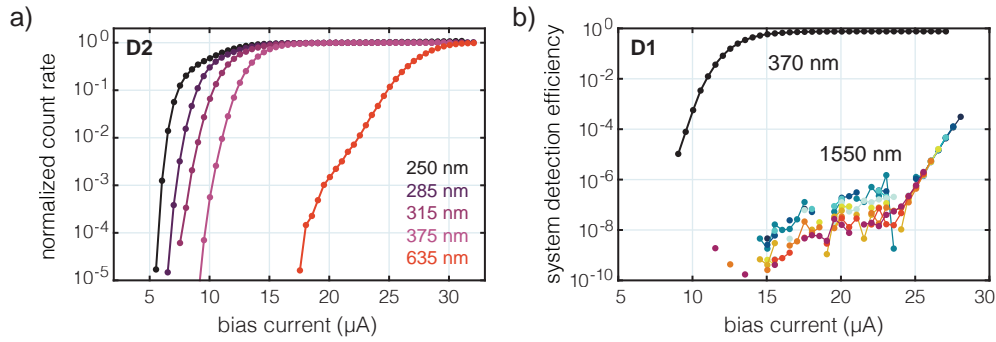 a)
D2
normalized count rate
10^0
10^-1
10^-2
10^-3
10^-4
10^-5
250 nm
285 nm
315 nm
375 nm
635 nm
5 10 15 20 25 30
bias current (µA)
b)
D1
system detection efficiency
10^0
10^-2
10^-4
10^-6
10^-8
10^-10
370 nm
1550 nm
5 10 15 20 25 30
bias current (µA)